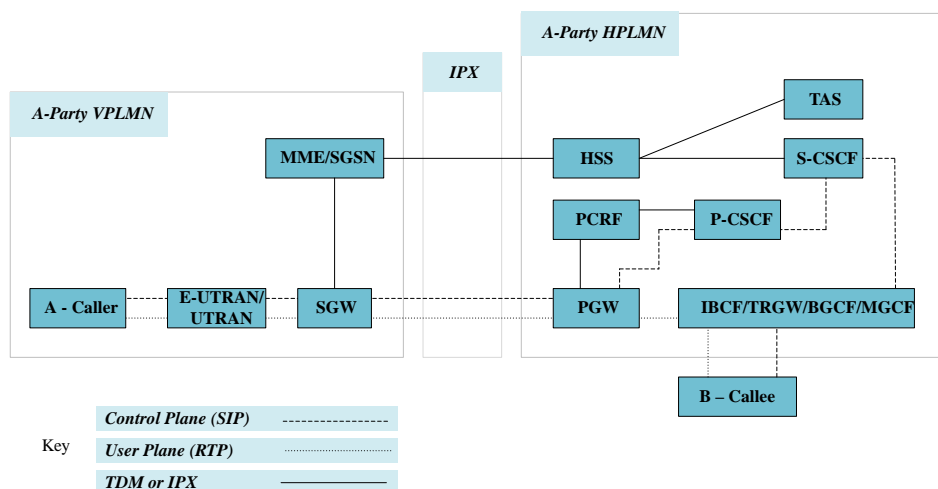 A-Party HPLMN
IPX
A-Party VPLMN
TAS
MME/SGSN
HSS
S-CSCF
PCRF
P-CSCF
A - Caller
E-UTRAN/
UTRAN
SGW
PGW
IBCF/TRGW/BGCF/MGCF
B – Callee
Key
Control Plane (SIP)
User Plane (RTP)
TDM or IPX